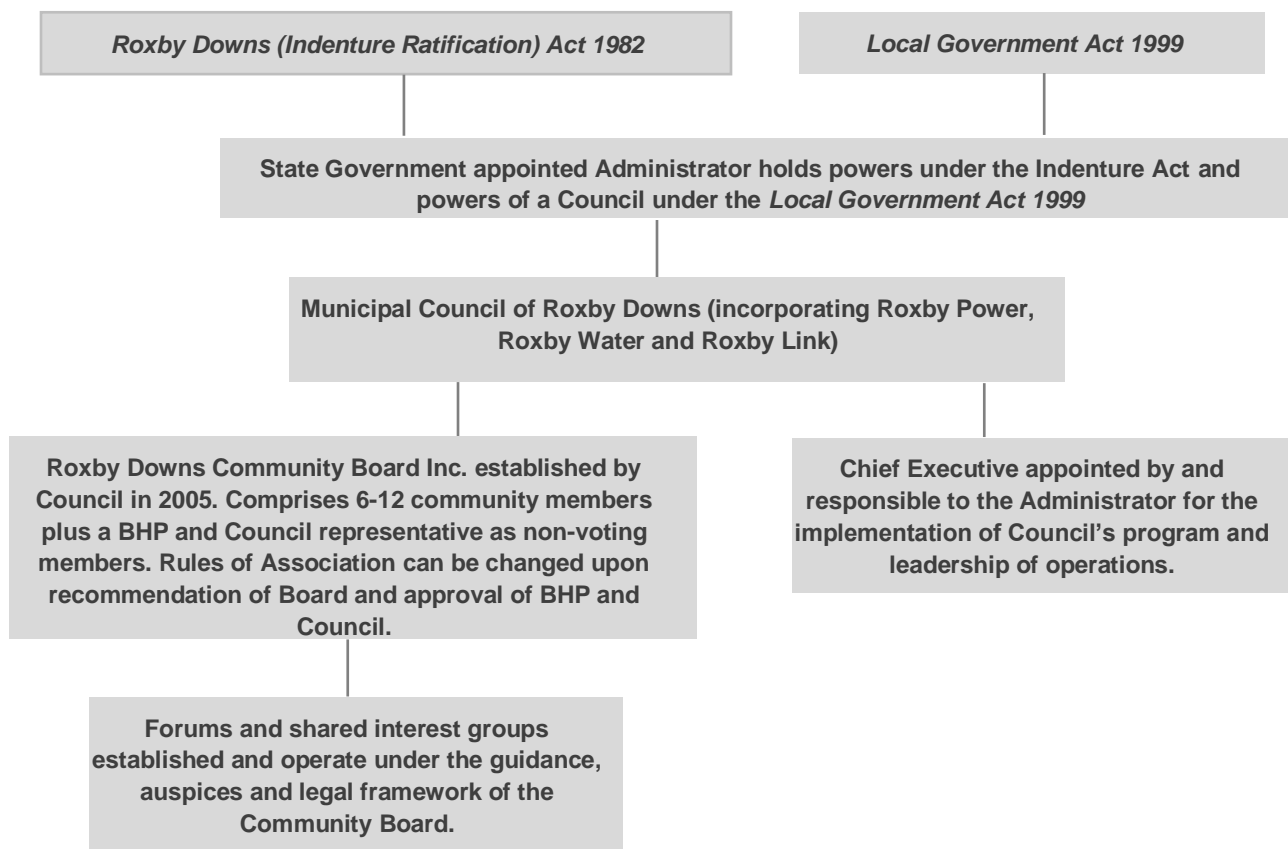 Roxby Downs (Indenture Ratification) Act 1982
Local Government Act 1999
State Government appointed Administrator holds powers under the Indenture Act and
powers of a Council under the Local Government Act 1999
Municipal Council of Roxby Downs (incorporating Roxby Power,
Roxby Water and Roxby Link)
Roxby Downs Community Board Inc. established by
Council in 2005. Comprises 6-12 community members
plus a BHP and Council representative as non-voting
members. Rules of Association can be changed upon
recommendation of Board and approval of BHP and
Council.
Chief Executive appointed by and
responsible to the Administrator for the
implementation of Council’s program and
leadership of operations.
Forums and shared interest groups
established and operate under the guidance,
auspices and legal framework of the
Community Board.